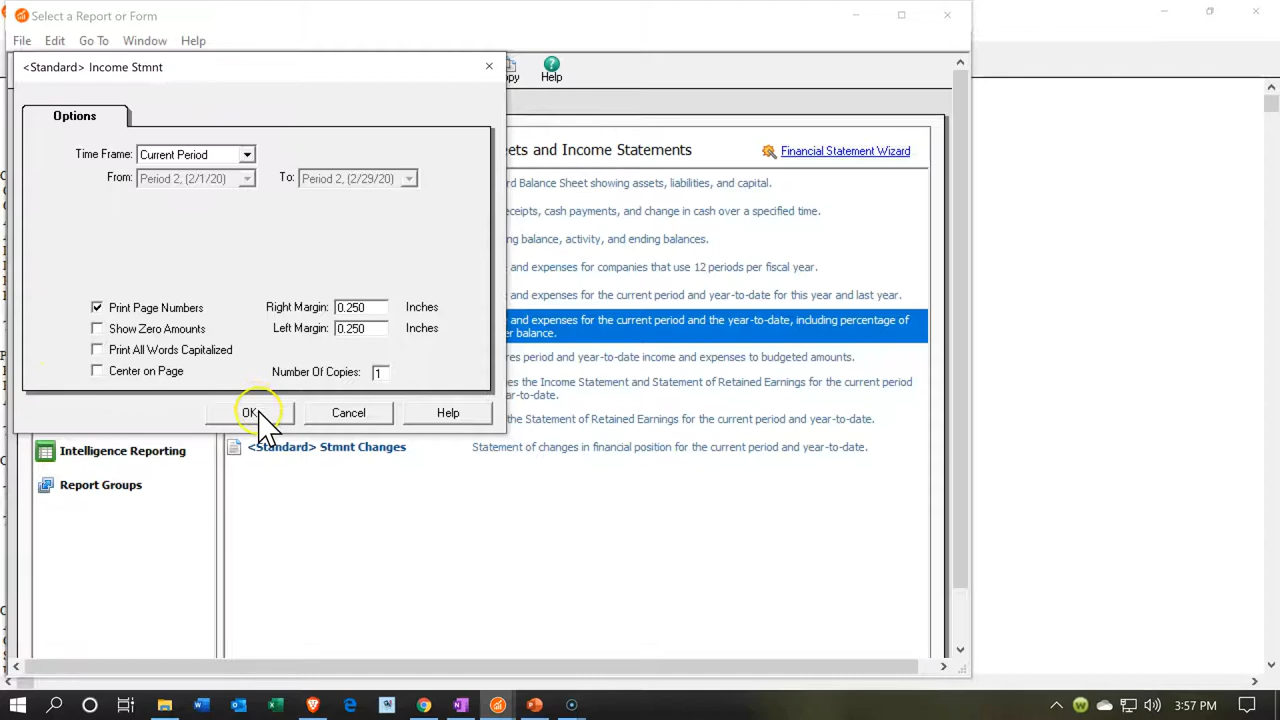 Select a Report or Form
File Edit Go To Window Help
<Standard> Income Stmnt
Help
Options
Time Frame: Current Period
From: Period 2, (2/1/20) To: Period 2, (2/29/20)
Print Page Numbers
Show Zero Amounts
Print All Words Capitalized
Center on Page
Right Margin: 0.250 Inches
Left Margin: 0.250 Inches
Number Of Copies: 1
OK Cancel Help
ets and Income Statements
Financial Statement Wizard
rd Balance Sheet showing assets, liabilities, and capital.
eceipts, cash payments, and change in cash over a specified time.
ng balance, activity, and ending balances.
and expenses for companies that use 12 periods per fiscal year.
and expenses for the current period and year-to-date for this year and last year.
and expenses for the current period and the year-to-date, including percentage of
er balance.
res period and year-to-date income and expenses to budgeted amounts.
es the Income Statement and Statement of Retained Earnings for the current period
ear-to-date.
the Statement of Retained Earnings for the current period and year-to-date.
<Standard> Stmnt Changes Statement of changes in financial position for the current period and year-to-date.
Intelligence Reporting
Report Groups
3:57 PM